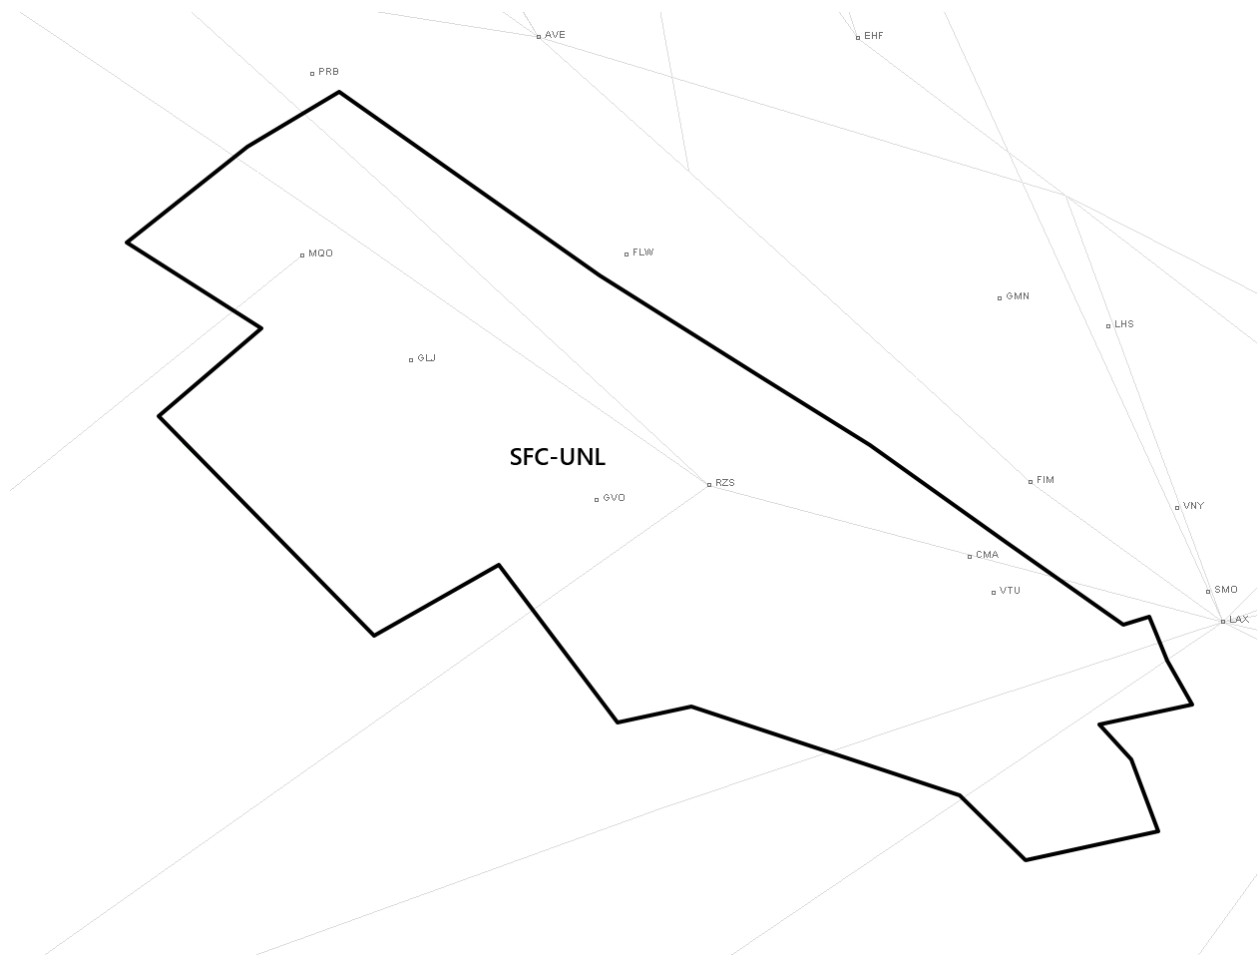 AVE
EHF
PRB
MQO
FLW
GMN
LHS
GLJ
SFC-UNL
RZS
FIM
GVO
VNY
CMA
VTU
SMO
LAX